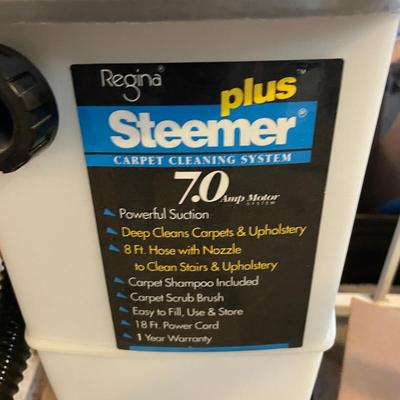 Regina®
plus™
Steemer®
CARPET CLEANING SYSTEM
7.0 Amp Motor
SYSTEM
Powerful Suction
Deep Cleans Carpets & Upholstery
8 Ft. Hose with Nozzle
to Clean Stairs & Upholstery
Carpet Shampoo Included
Carpet Scrub Brush
Easy to Fill, Use & Store
18 Ft. Power Cord
1 Year Warranty